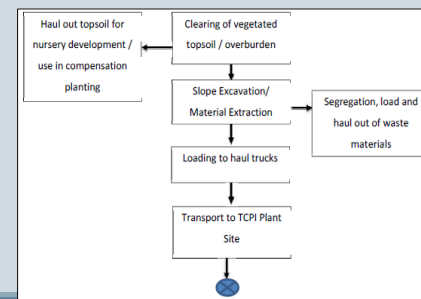 Haul out topsoil for
nursery development /
use in compensation
planting
Clearing of vegetated
topsoil / overburden
Slope Excavation/
Material Extraction
Segregation, load and
haul out of waste
materials
Loading to haul trucks
Transport to TCPI Plant
Site